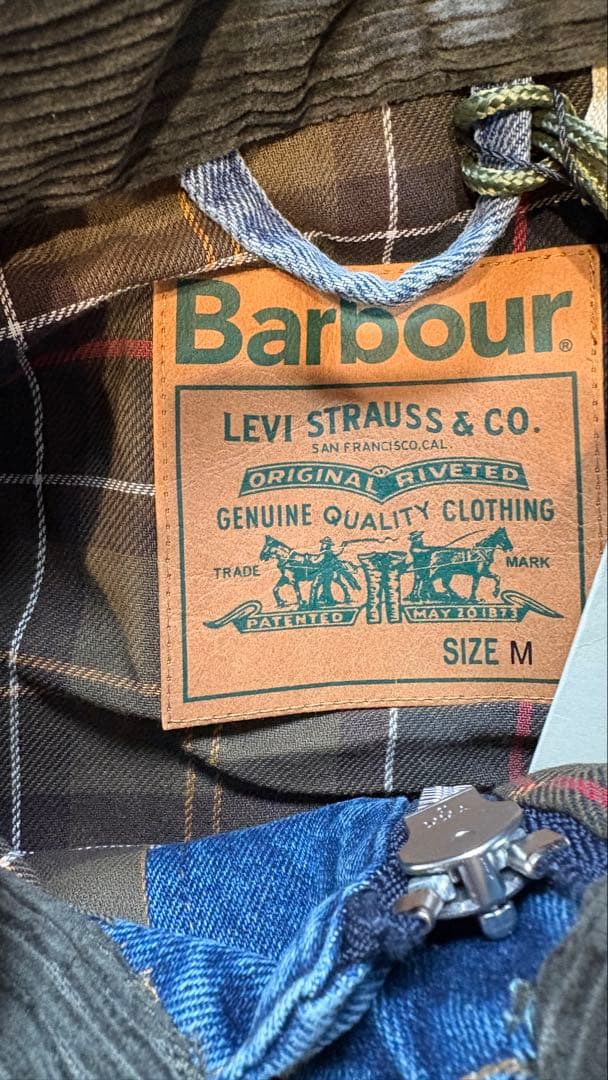 Barbour®
LEVI STRAUSS & CO.
SAN FRANCISCO, CAL.
ORIGINAL RIVETED
GENUINE QUALITY CLOTHING
TRADE MARK
PATENTED MAY 20 1873
SIZE M